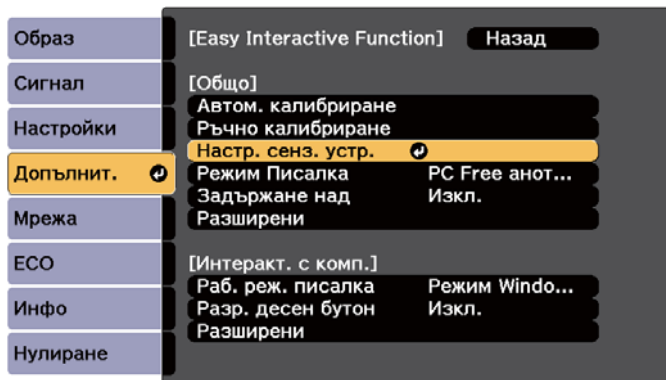 Образ
Сигнал
Настройки
Допълнит.
Мрежа
ECO
Инфо
Нулиране
[Easy Interactive Function] Назад
[Общо]
Автом. калибриране
Ръчно калибриране
Настр. сенз. устр.
Режим Писалка PC Free анот...
Задържане над Изкл.
Разширени
[Интеракт. с комп.]
Раб. реж. писалка Режим Windo...
Разр. десен бутон Изкл.
Разширени